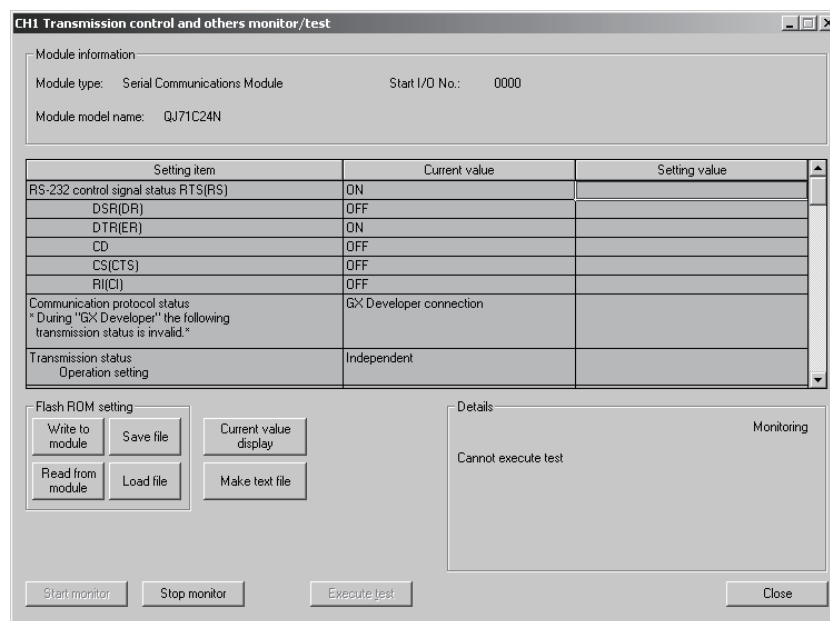 CH1 Transmission control and others monitor/test
Module information
Module type: Serial Communications Module Start I/O No.: 0000
Module model name: QJ71C24N
Setting item Current value Setting value
RS-232 control signal status RTS(RS) ON
DSR(DR) OFF
DTR(ER) ON
CD OFF
CS(CTS) OFF
RI(CI) OFF
Communication protocol status GX Developer connection
* During "GX Developer" the following
transmission status is invalid.*
Transmission status Independent
Operation setting
Flash ROM setting
Write to module
Save file
Current value display
Read from module
Load file
Make text file
Details
Monitoring
Cannot execute test
Start monitor Stop monitor Execute test Close